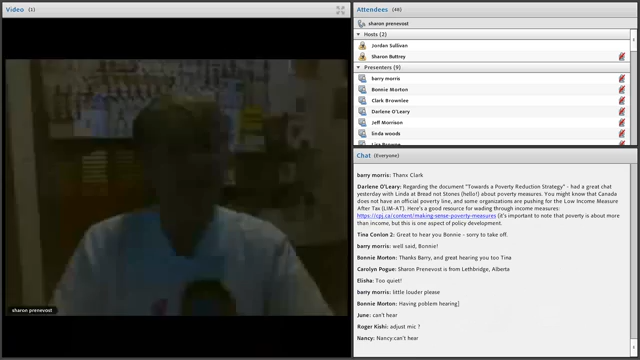 Video (1)
sharon prenevost
Attendees (46)
sharon prenevost
Hosts (2)
Jordan Sullivan
Sharon Buttrey
Presenters (9)
barry morris
Bonnie Morton
Clark Brownlee
Darlene O'Leary
Jeff Morrison
linda woods
Chat (Everyone)
barry morris: Thanx Clark
Darlene O'Leary: Regarding the document "Towards a Poverty Reduction Strategy" - had a great chat
yesterday with Linda at Bread not Stones (hello!) about poverty measures. You might know that Canada
does not have an official poverty line, and some organizations are pushing for the Low Income Measure
After Tax (LIM-AT). Here's a good resource for wading through income measures:
https://cpj.ca/content/making-sense-poverty-measures (it's important to note that poverty is about more
than income, but this is one aspect of policy development.
Tina Conlon 2: Great to hear you Bonnie - sorry to take off.
barry morris: well said, Bonnie!
Bonnie Morton: Thanks Barry, and great hearing you too Tina
Carolyn Pogue: Sharon Prenevost is from Lethbridge, Alberta
Elisha: Too quiet!
barry morris: little louder please
Bonnie Morton: Having poblem hearing]
June: can't hear
Roger Kishi: adjust mic ?
Nancy: Nancy:can't hear